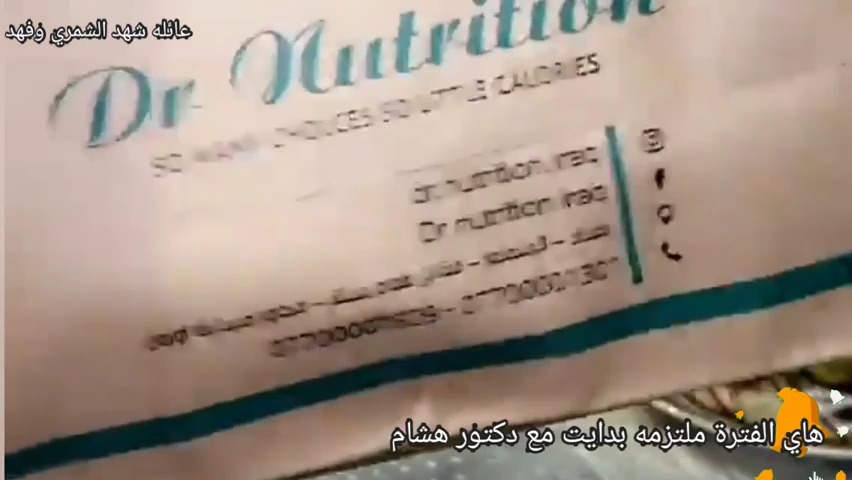 عائله شهد الشمري وفهد
Dr Nutrition
SO MANY CHOICES SO LITTLE CALORIES
dr. nutrition. iraq
Dr nutrition iraq
هاي الفترة ملتزمه بدايت مع دكتور هشام